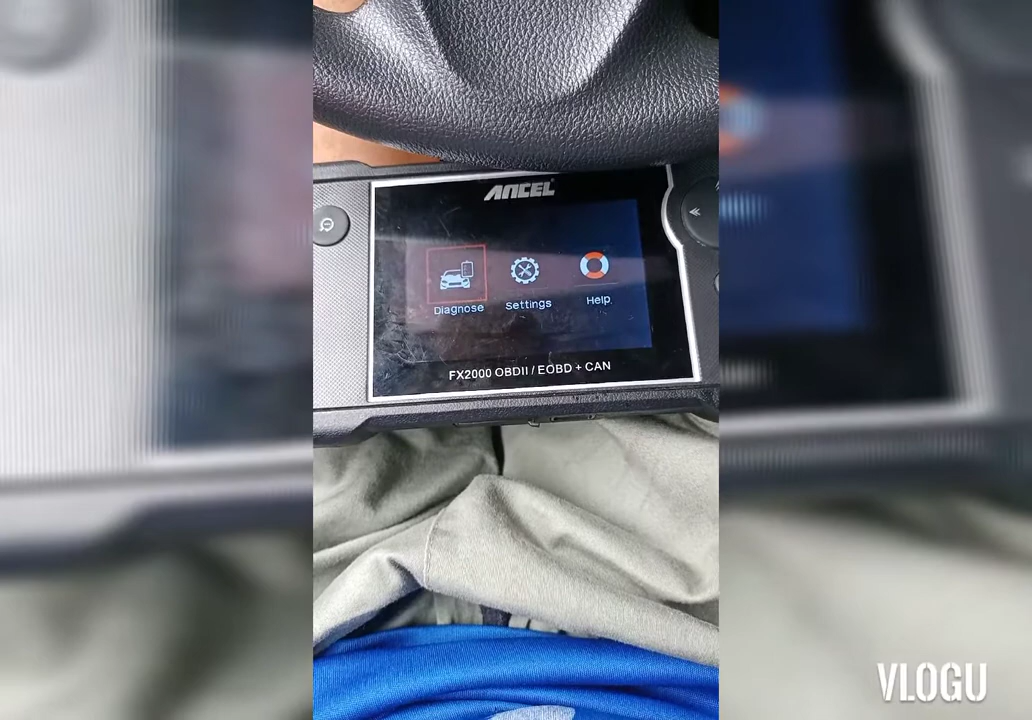 ANCEL
Diagnose
Settings
Help
FX2000 OBDII / EOBD + CAN
VLOGU